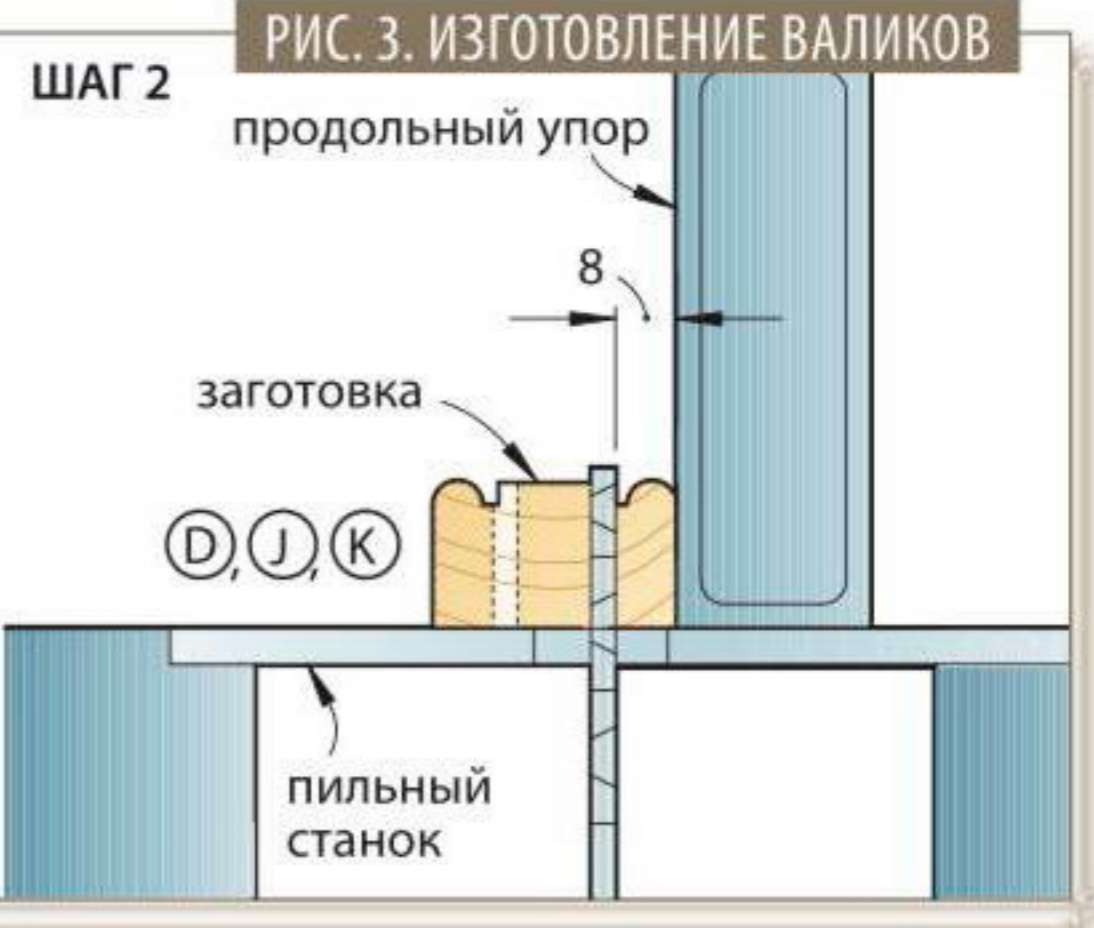 РИС. 3. ИЗГОТОВЛЕНИЕ ВАЛИКОВ
ШАГ 2
продольный упор
8
заготовка
D, J, K
пильный
станок